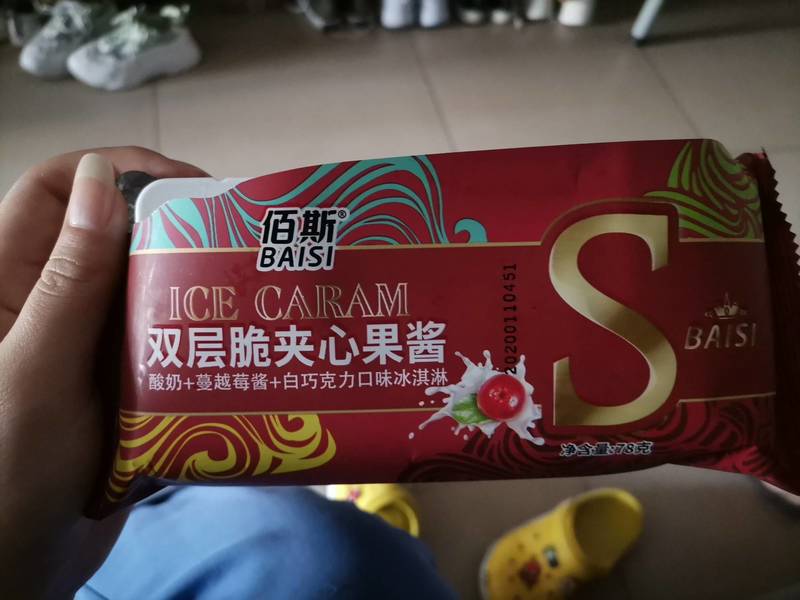 佰斯®
BAISI
ICE CARAM
双层脆夹心果酱
酸奶+蔓越莓酱+白巧克力口味冰淇淋
20200110451
S
BAISI
净含量:78克